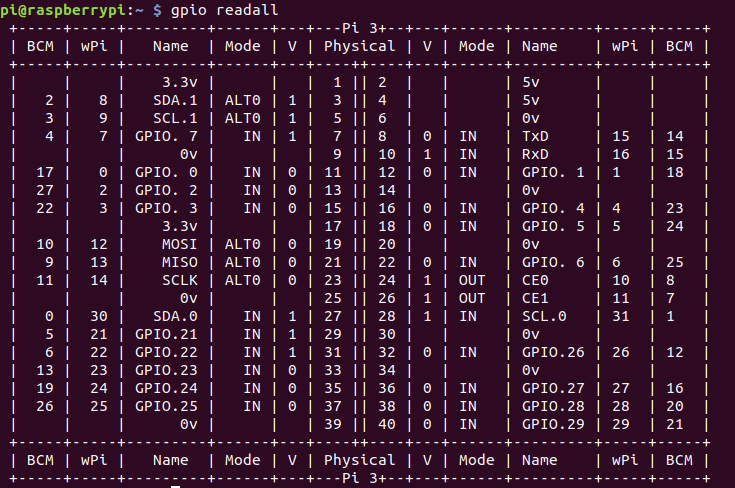 pi@raspberrypi:~ $ gpio readall
+-----+-----+---------+------+---+---Pi 3+--+---+------+---------+-----+-----+
| BCM | wPi |   Name  | Mode | V | Physical | V | Mode | Name    | wPi | BCM |
+-----+-----+---------+------+---+----++----+---+------+---------+-----+-----+
|     |     |    3.3v |      |   |  1 || 2  |   |      | 5v      |     |     |
|   2 |   8 |   SDA.1 | ALT0 | 1 |  3 || 4  |   |      | 5v      |     |     |
|   3 |   9 |   SCL.1 | ALT0 | 1 |  5 || 6  |   |      | 0v      |     |     |
|   4 |   7 | GPIO. 7 |   IN | 1 |  7 || 8  | 0 | IN   | TxD     | 15  | 14  |
|     |     |      0v |      |   |  9 || 10 | 1 | IN   | RxD     | 16  | 15  |
|  17 |   0 | GPIO. 0 |   IN | 0 | 11 || 12 | 0 | IN   | GPIO. 1 | 1   | 18  |
|  27 |   2 | GPIO. 2 |   IN | 0 | 13 || 14 |   |      | 0v      |     |     |
|  22 |   3 | GPIO. 3 |   IN | 0 | 15 || 16 | 0 | IN   | GPIO. 4 | 4   | 23  |
|     |     |    3.3v |      |   | 17 || 18 | 0 | IN   | GPIO. 5 | 5   | 24  |
|  10 |  12 |    MOSI | ALT0 | 0 | 19 || 20 |   |      | 0v      |     |     |
|   9 |  13 |    MISO | ALT0 | 0 | 21 || 22 | 0 | IN   | GPIO. 6 | 6   | 25  |
|  11 |  14 |    SCLK | ALT0 | 0 | 23 || 24 | 1 | OUT  | CE0     | 10  | 8   |
|     |     |      0v |      |   | 25 || 26 | 1 | OUT  | CE1     | 11  | 7   |
|   0 |  30 |   SDA.0 |   IN | 1 | 27 || 28 | 1 | IN   | SCL.0   | 31  | 1   |
|   5 |  21 | GPIO.21 |   IN | 1 | 29 || 30 |   |      | 0v      |     |     |
|   6 |  22 | GPIO.22 |   IN | 1 | 31 || 32 | 0 | IN   | GPIO.26 | 26  | 12  |
|  13 |  23 | GPIO.23 |   IN | 0 | 33 || 34 |   |      | 0v      |     |     |
|  19 |  24 | GPIO.24 |   IN | 0 | 35 || 36 | 0 | IN   | GPIO.27 | 27  | 16  |
|  26 |  25 | GPIO.25 |   IN | 0 | 37 || 38 | 0 | IN   | GPIO.28 | 28  | 20  |
|     |     |      0v |      |   | 39 || 40 | 0 | IN   | GPIO.29 | 29  | 21  |
+-----+-----+---------+------+---+----++----+---+------+---------+-----+-----+
| BCM | wPi |   Name  | Mode | V | Physical | V | Mode | Name    | wPi | BCM |
+-----+-----+---------+------+---+---Pi 3+--+---+------+---------+-----+-----+